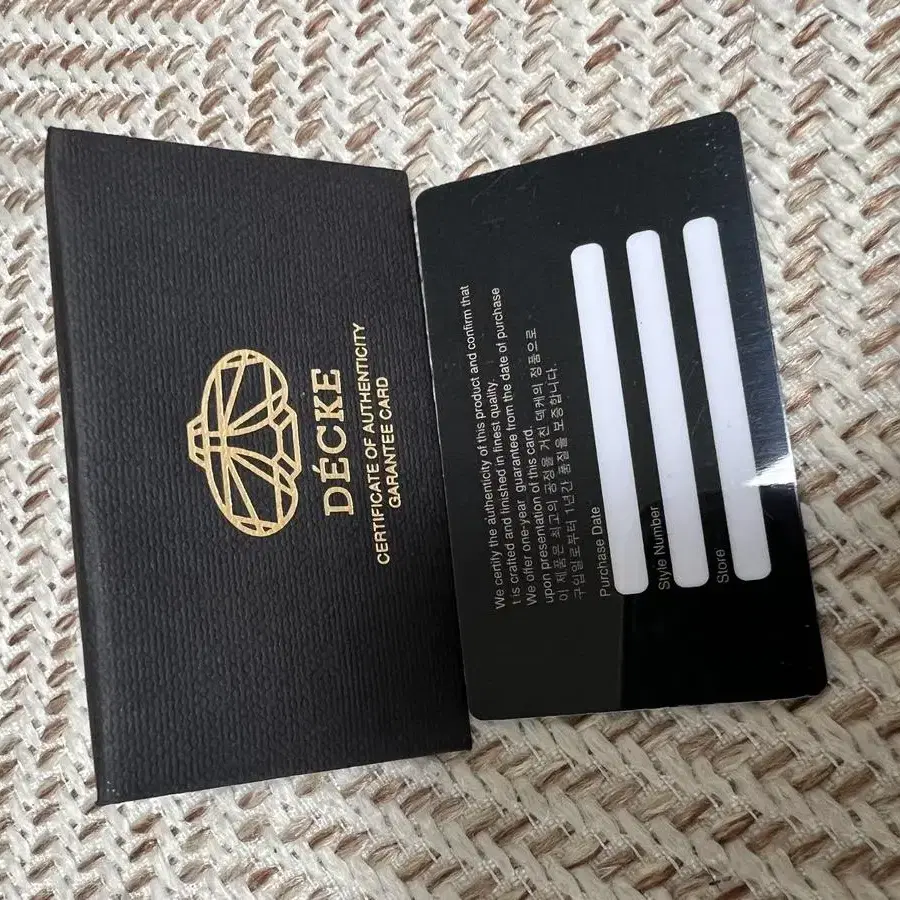 DÉCKE
CERTIFICATE OF AUTHENTICITY
GARANTEE CARD
We certify the authenticity of this product and confirm that
t is crafted and finished in finest quality.
We offer one-year guarantee from the date of purchase
upon presentation of this card.
이 제품은 최고의 공정을 거친 덱케의 정품으로
구입일로부터 1년간 품질을 보증합니다.
Purchase Date
Style Number
Store